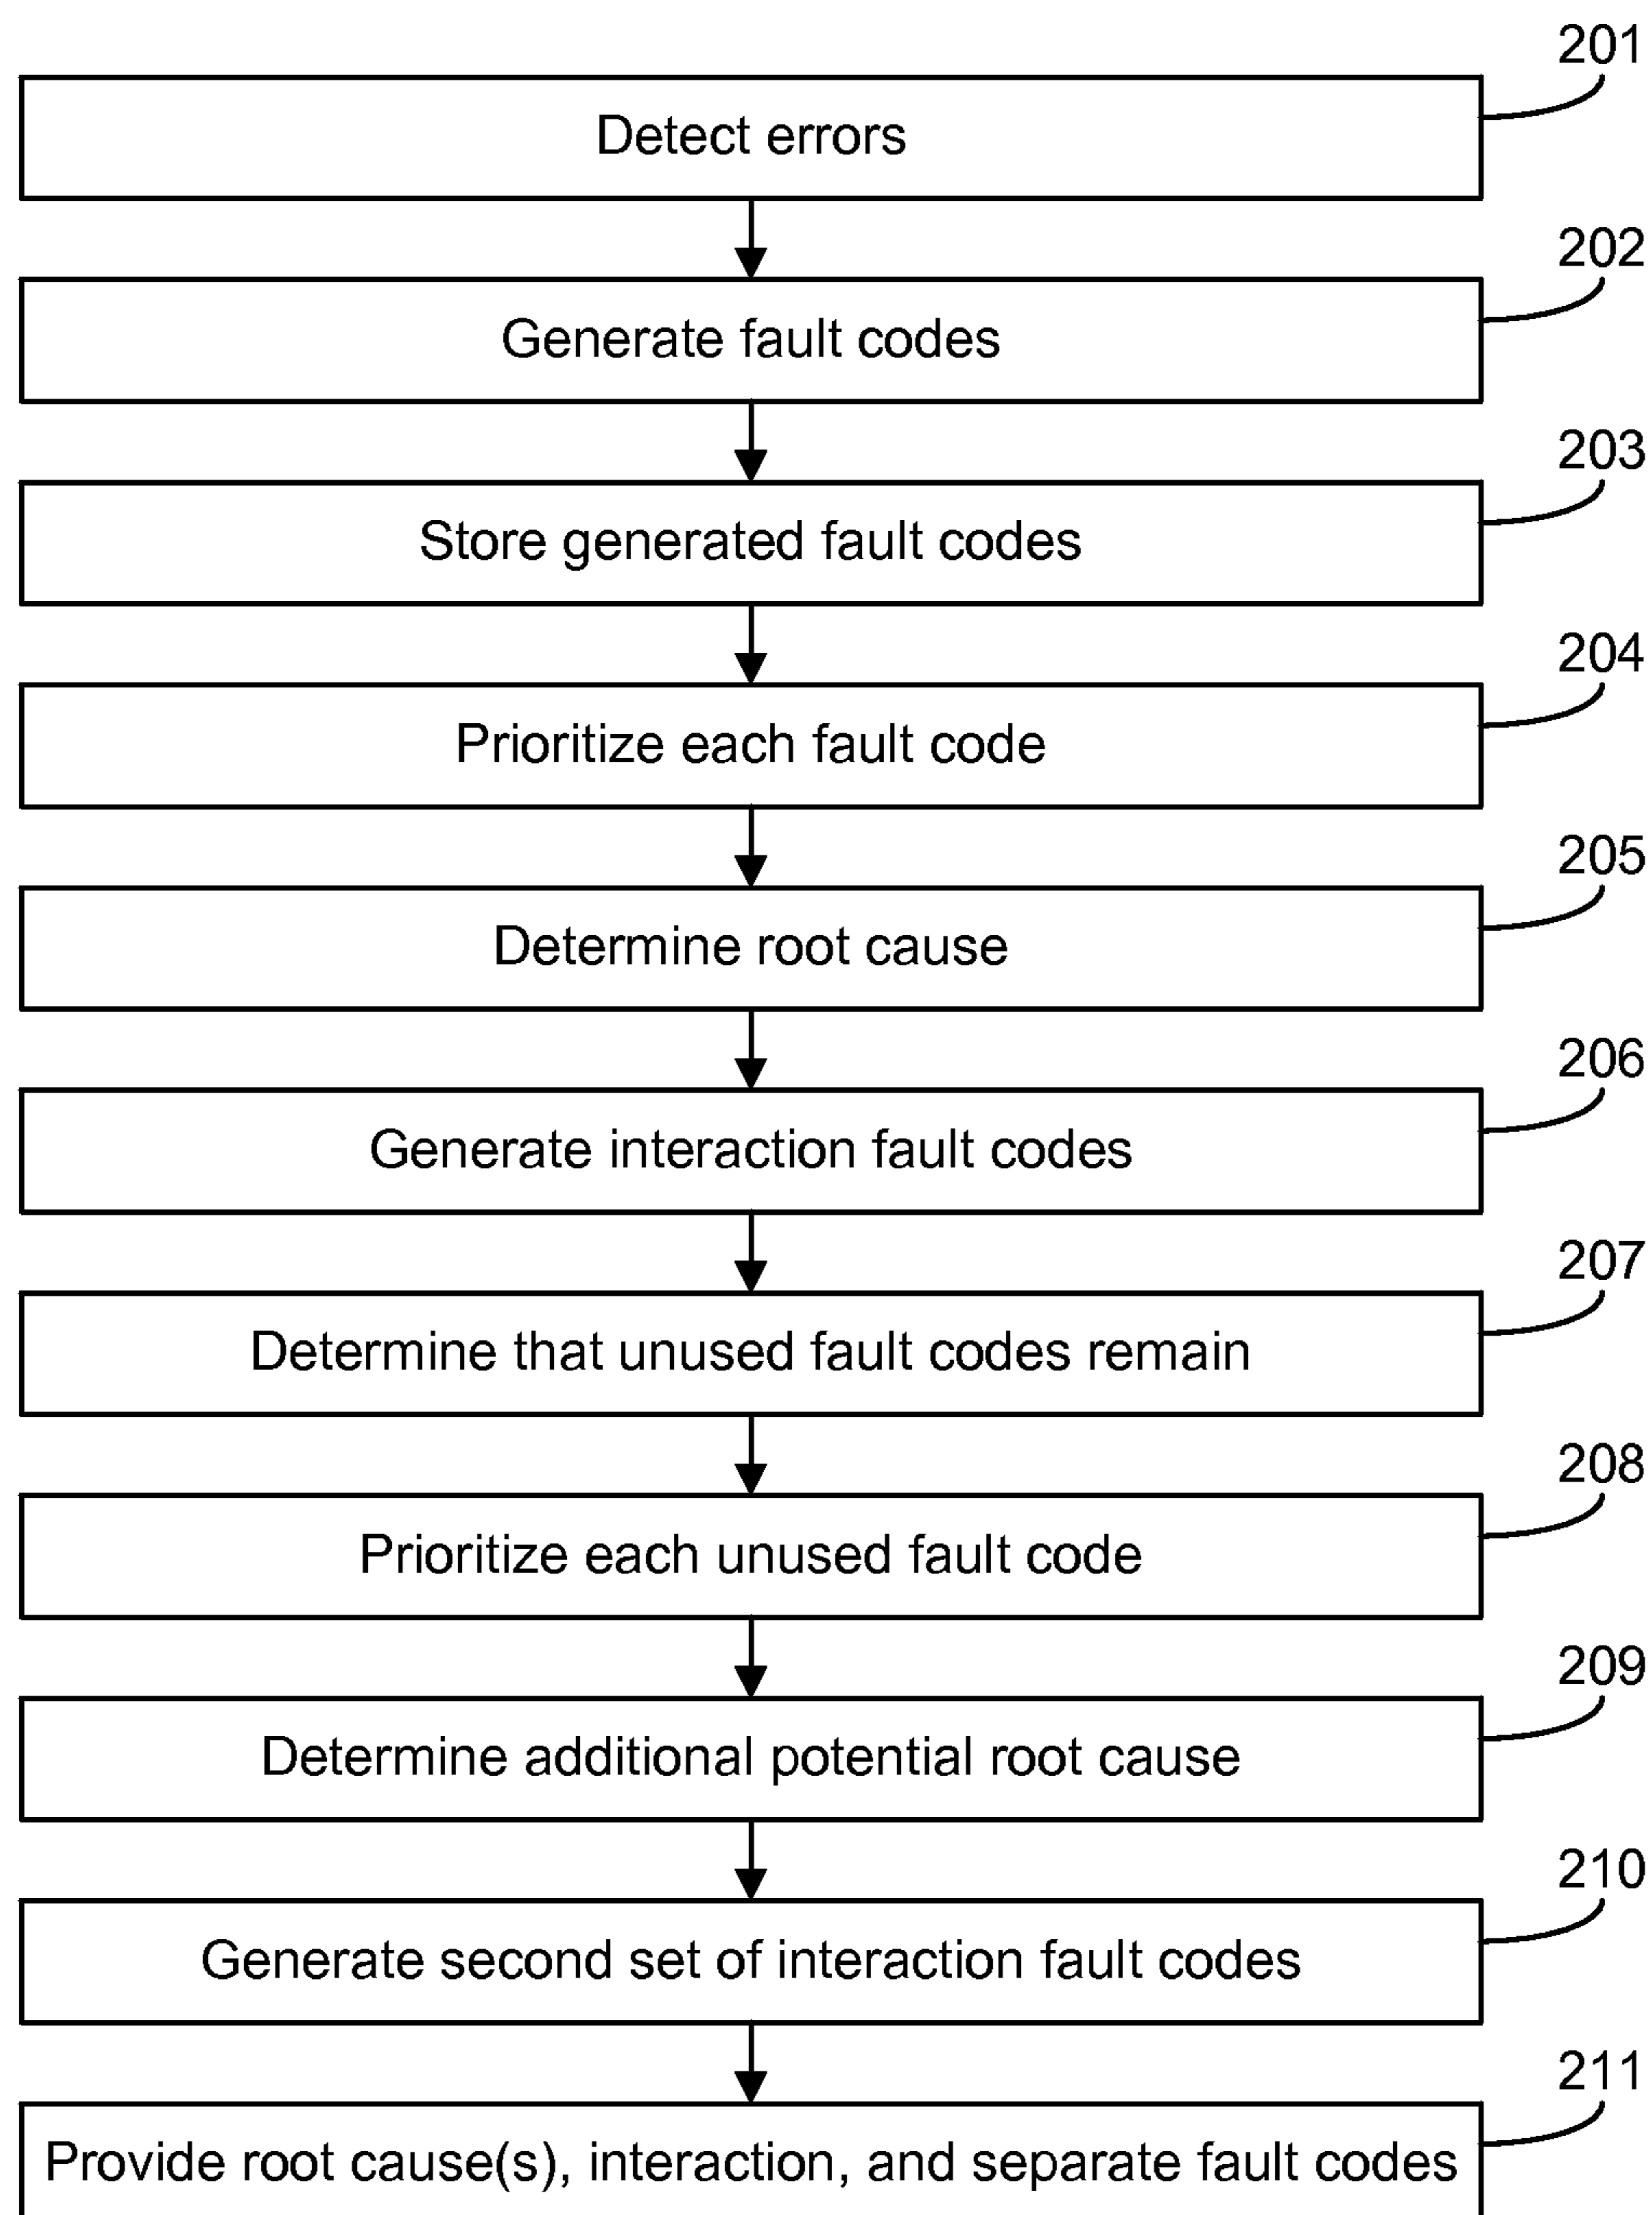 201
Detect errors
202
Generate fault codes
203
Store generated fault codes
204
Prioritize each fault code
205
Determine root cause
206
Generate interaction fault codes
207
Determine that unused fault codes remain
208
Prioritize each unused fault code
209
Determine additional potential root cause
210
Generate second set of interaction fault codes
211
Provide root cause(s), interaction, and separate fault codes